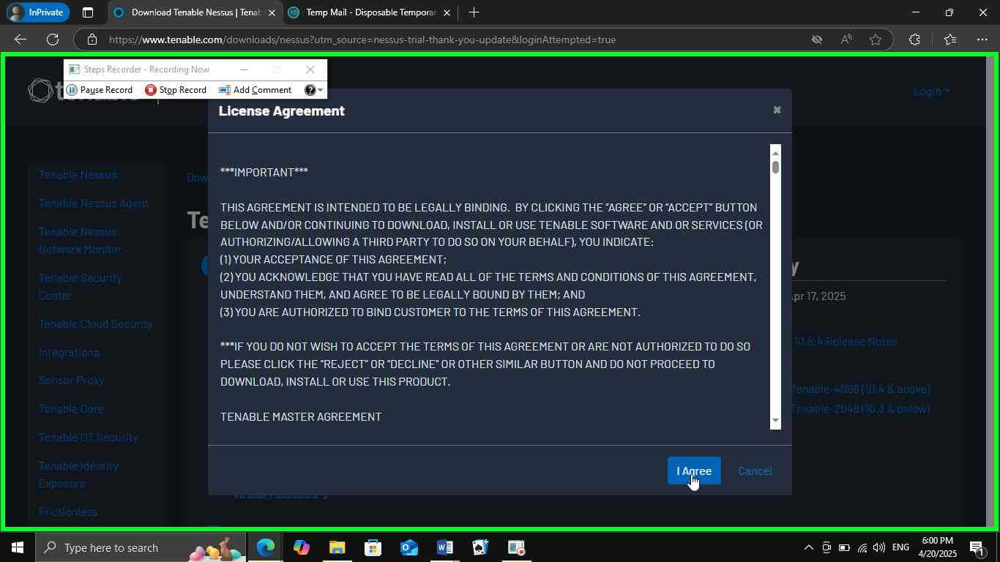 InPrivate
Download Tenable Nessus | Tenab
Temp Mail - Disposable Temporar
https://www.tenable.com/downloads/nessus?utm_source=nessus-trial-thank-you-update&loginAttempted=true
Steps Recorder - Recording Now
Pause Record
Stop Record
Add Comment
tenable
Login
License Agreement
***IMPORTANT***
THIS AGREEMENT IS INTENDED TO BE LEGALLY BINDING. BY CLICKING THE “AGREE” OR “ACCEPT” BUTTON
BELOW AND/OR CONTINUING TO DOWNLOAD, INSTALL OR USE TENABLE SOFTWARE AND OR SERVICES (OR
AUTHORIZING/ALLOWING A THIRD PARTY TO DO SO ON YOUR BEHALF), YOU INDICATE:
(1) YOUR ACCEPTANCE OF THIS AGREEMENT;
(2) YOU ACKNOWLEDGE THAT YOU HAVE READ ALL OF THE TERMS AND CONDITIONS OF THIS AGREEMENT,
UNDERSTAND THEM, AND AGREE TO BE LEGALLY BOUND BY THEM; AND
(3) YOU ARE AUTHORIZED TO BIND CUSTOMER TO THE TERMS OF THIS AGREEMENT.
***IF YOU DO NOT WISH TO ACCEPT THE TERMS OF THIS AGREEMENT OR ARE NOT AUTHORIZED TO DO SO
PLEASE CLICK THE “REJECT” OR “DECLINE” OR OTHER SIMILAR BUTTON AND DO NOT PROCEED TO
DOWNLOAD, INSTALL OR USE THIS PRODUCT.
TENABLE MASTER AGREEMENT
I Agree
Cancel
Tenable Nessus
Tenable Nessus Agent
Tenable Nessus
Network Monitor
Tenable Security
Center
Tenable Cloud Security
Integrations
Sensor Proxy
Tenable Core
Tenable OT Security
Tenable Identity
Exposure
Frictionless
Dow
Te
y
Apr 17, 2025
10.8.4 Release Notes
Tenable-4096 (10.4 & above)
Tenable-2048 (10.3 & below)
Type here to search
ENG
6:00 PM
4/20/2025
1